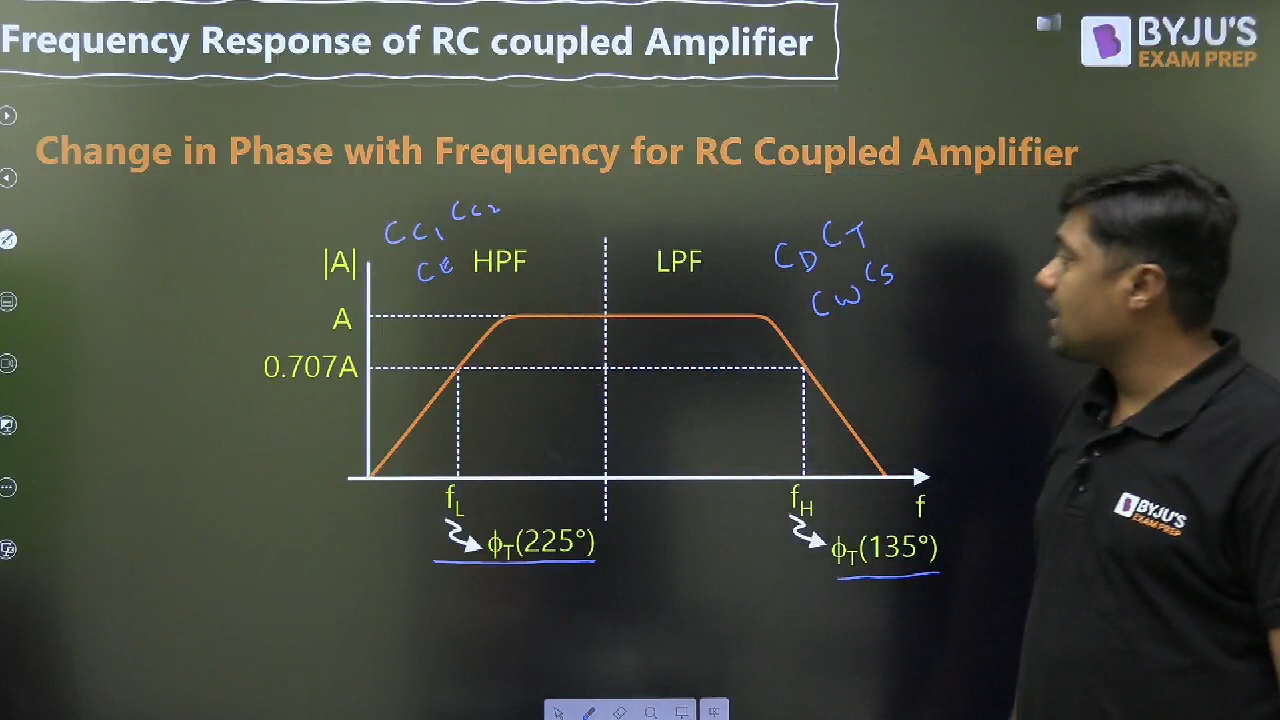 Frequency Response of RC coupled Amplifier
BYJU'S
EXAM PREP
Change in Phase with Frequency for RC Coupled Amplifier
CC1 CC2
CE
|A|
HPF
LPF
CD CT
CW CS
A
0.707A
fL
fH
f
ϕT(225°)
ϕT(135°)
BYJU'S
EXAM PREP